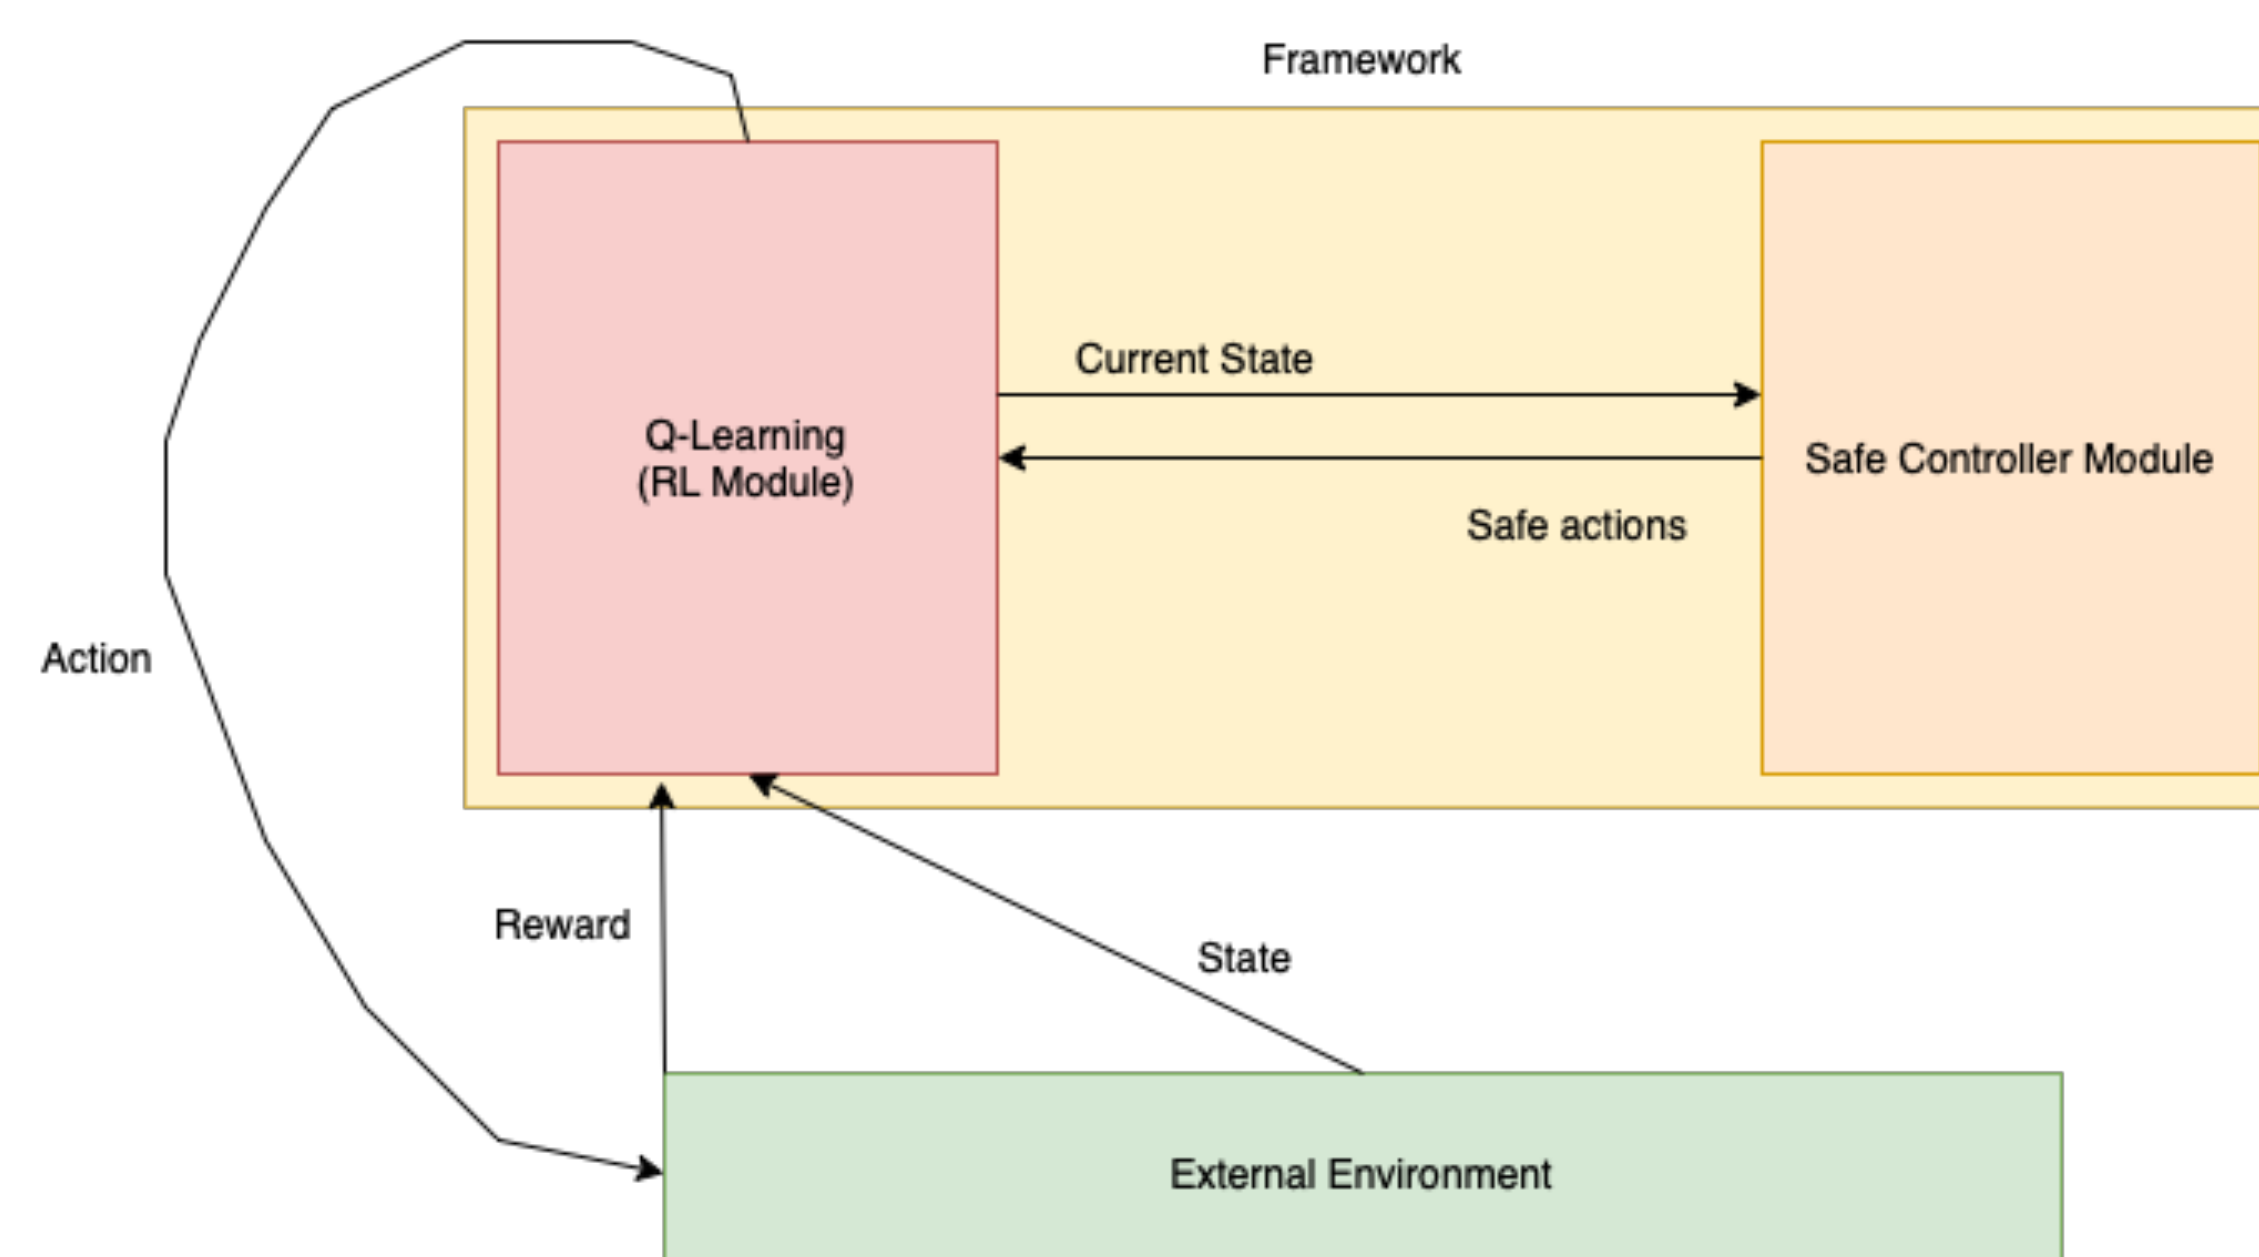 Framework
Current State
Q-Learning
(RL Module)
Safe Controller Module
Safe actions
Action
Reward
State
External Environment